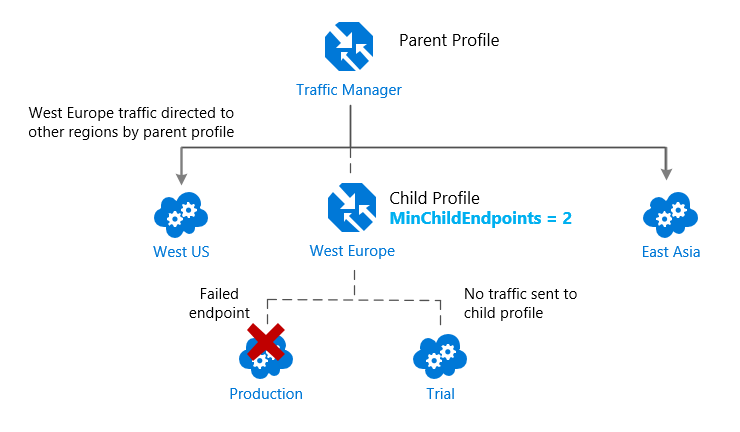 Parent Profile
Traffic Manager
West Europe traffic directed to
other regions by parent profile
Child Profile
MinChildEndpoints = 2
West US
West Europe
East Asia
Failed
endpoint
No traffic sent to
child profile
Production
Trial